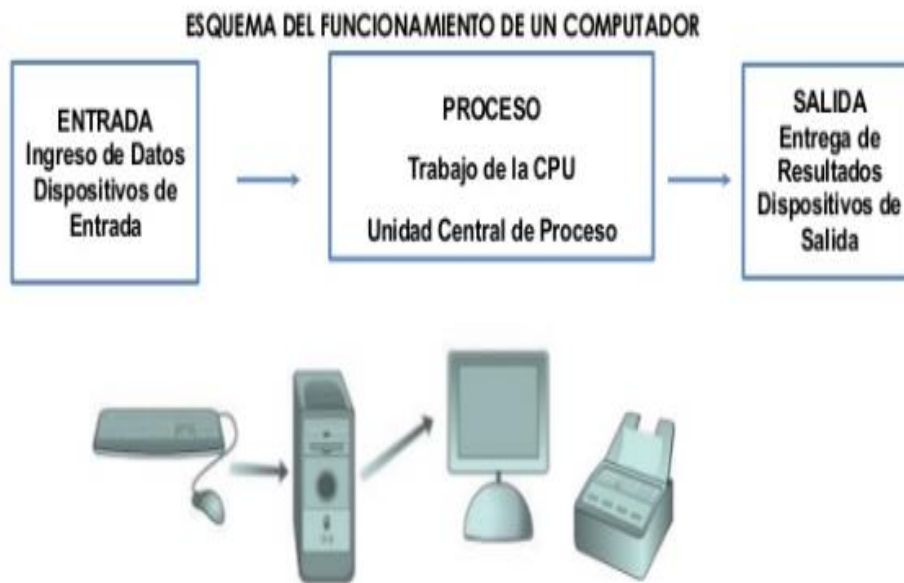 ESQUEMA DEL FUNCIONAMIENTO DE UN COMPUTADOR
ENTRADA
Ingreso de Datos
Dispositivos de
Entrada
PROCESO
Trabajo de la CPU
Unidad Central de Proceso
SALIDA
Entrega de
Resultados
Dispositivos de
Salida